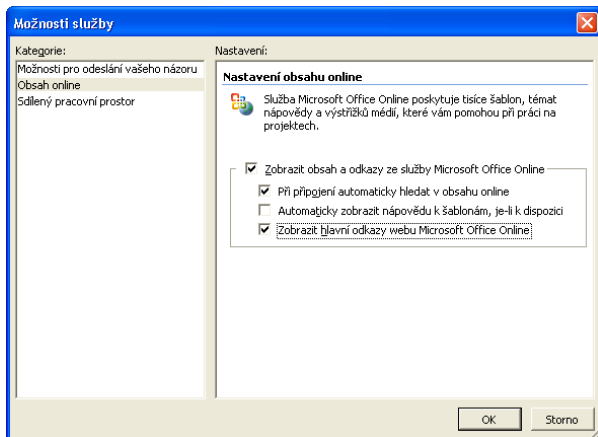 Možnosti služby
Kategorie:
Možnosti pro odeslání vašeho názoru
Obsah online
Sdílený pracovní prostor
Nastavení:
Nastavení obsahu online
Služba Microsoft Office Online poskytuje tisíce šablon, témat
nápovědy a výstřižků médií, které vám pomohou při práci na
projektech.
Zobrazit obsah a odkazy ze služby Microsoft Office Online
Při připojení automaticky hledat v obsahu online
Automaticky zobrazit nápovědu k šablonám, je-li k dispozici
Zobrazit hlavní odkazy webu Microsoft Office Online
OK
Storno